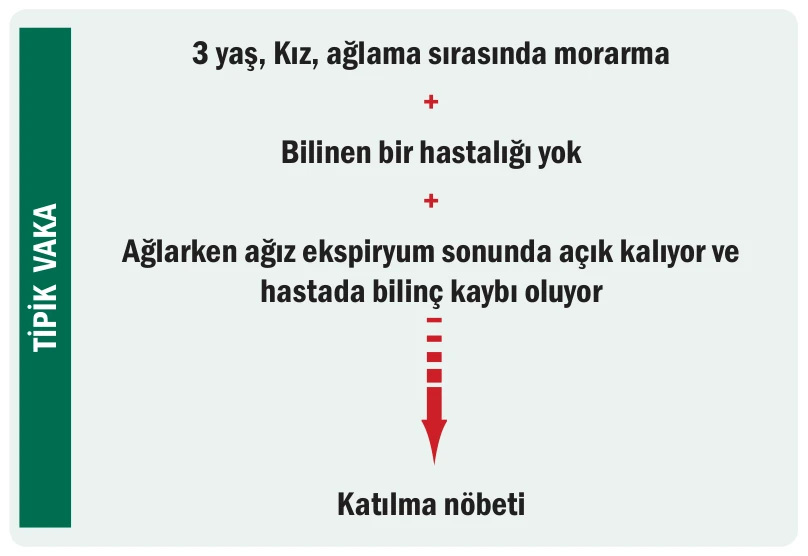 TİPİK VAKA
3 yaş, Kız, ağlama sırasında morarma
+
Bilinen bir hastalığı yok
+
Ağlarken ağız ekspiryum sonunda açık kalıyor ve
hastada bilinç kaybı oluyor
Katılma nöbeti